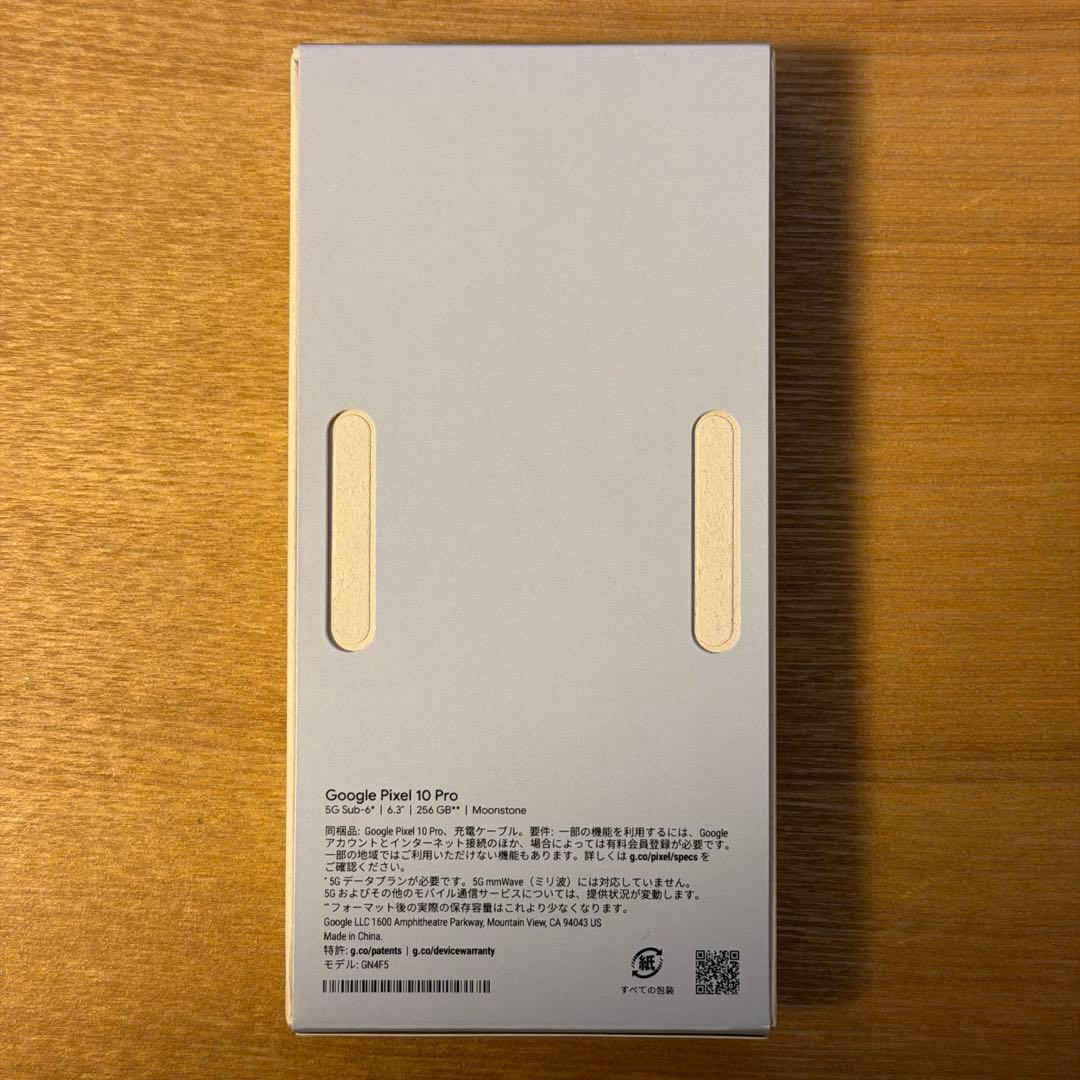 Google Pixel 10 Pro
5G Sub-6* | 6.3" | 256 GB** | Moonstone
同梱品: Google Pixel 10 Pro、充電ケーブル。要件: 一部の機能を利用するには、Google
アカウントとインターネット接続のほか、場合によっては有料会員登録が必要です。
一部の地域ではご利用いただけない機能もあります。詳しくは g.co/pixel/specs を
ご確認ください。
*5G データプランが必要です。5G mmWave（ミリ波）には対応していません。
5G およびその他のモバイル通信サービスについては、提供状況が変動します。
**フォーマット後の実際の保存容量はこれより少なくなります。
Google LLC 1600 Amphitheatre Parkway, Mountain View, CA 94043 US
Made in China.
特許: g.co/patents | g.co/devicewarranty
モデル: GN4F5
紙
すべての包装